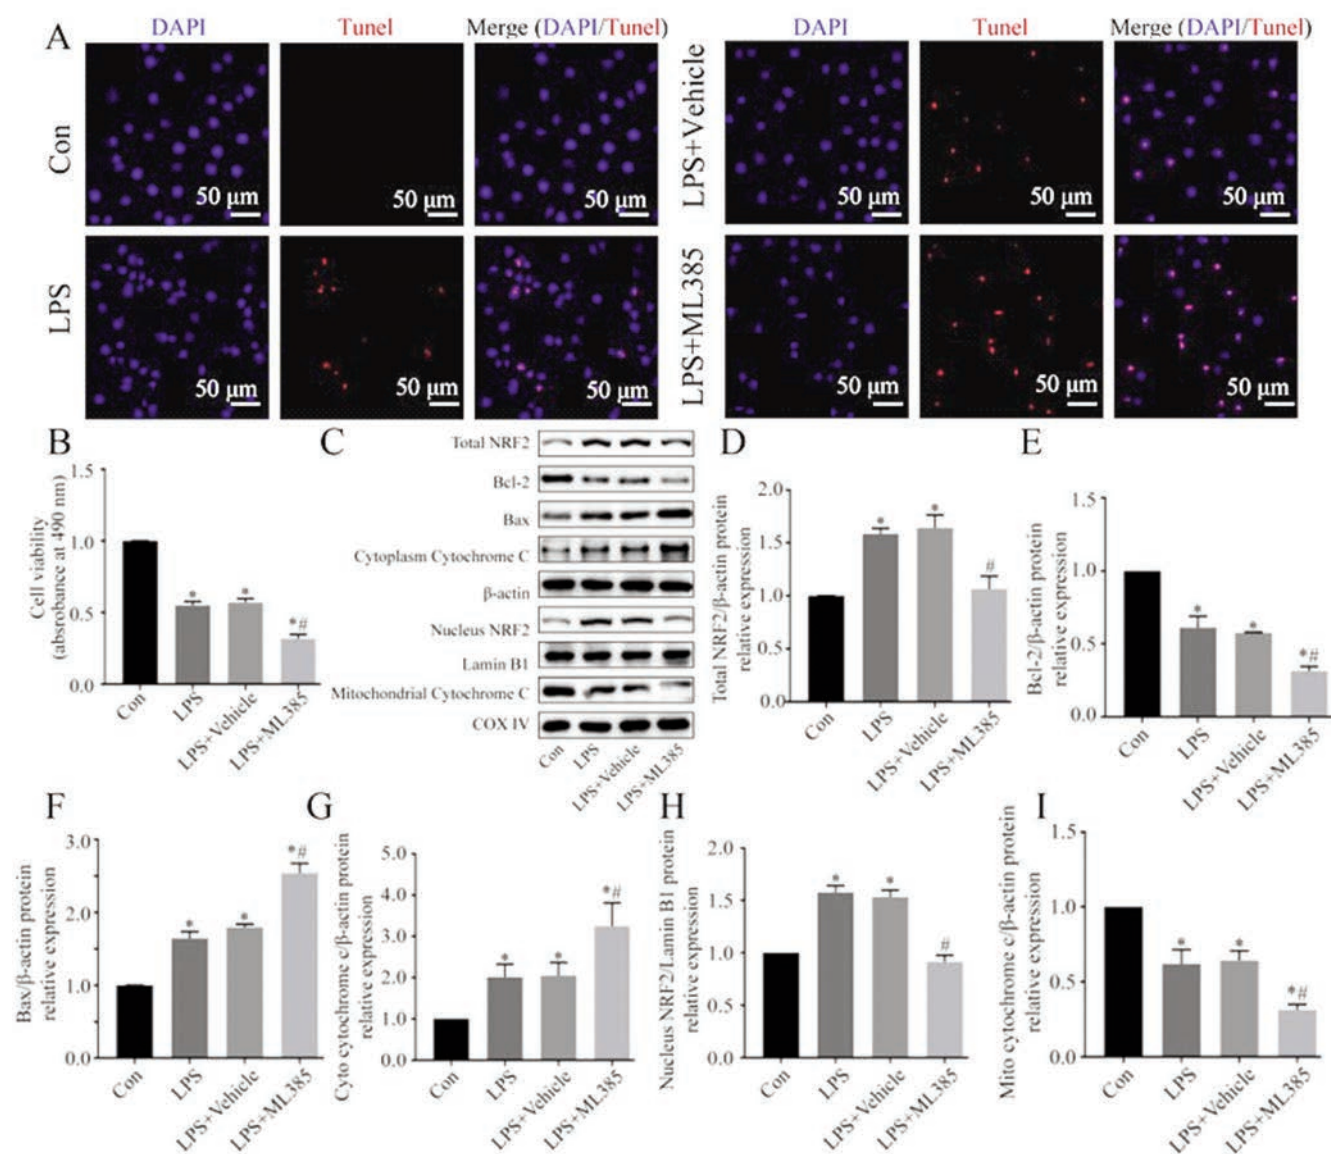 A
DAPI
Tunel
Merge (DAPI/Tunel)
DAPI
Tunel
Merge (DAPI/Tunel)
Con
50 μm
50 μm
50 μm
LPS+Vehicle
50 μm
50 μm
50 μm
LPS
50 μm
50 μm
50 μm
LPS+ML385
50 μm
50 μm
50 μm
B
Cell viability
(absrobance at 490 nm)
1.5
1.0
0.5
0.0
*
*
*#
Con
LPS
LPS+Vehicle
LPS+ML385
C
Total NRF2
Bcl-2
Bax
Cytoplasm Cytochrome C
β-actin
Nucleus NRF2
Lamin B1
Mitochondrial Cytochrome C
COX IV
Con
LPS
LPS+Vehicle
LPS+ML385
D
Total NRF2/β-actin protein
relative expression
2.0
1.5
1.0
0.5
0.0
*
*
#
Con
LPS
LPS+Vehicle
LPS+ML385
E
Bcl-2/β-actin protein
relative expression
1.5
1.0
0.5
0.0
*
*
*#
Con
LPS
LPS+Vehicle
LPS+ML385
F
Bax/β-actin protein
relative expression
3.0
2.0
1.0
0.0
*
*
*#
Con
LPS
LPS+Vehicle
LPS+ML385
G
Cyto cytochrome c/β-actin protein
relative expression
5.0
4.0
3.0
2.0
1.0
0.0
*
*
*#
Con
LPS
LPS+Vehicle
LPS+ML385
H
Nucleus NRF2/Lamin B1 protein
relative expression
2.0
1.5
1.0
0.5
0.0
*
*
#
Con
LPS
LPS+Vehicle
LPS+ML385
I
Mito cytochrome c/β-actin protein
relative expression
1.5
1.0
0.5
0.0
*
*
*#
Con
LPS
LPS+Vehicle
LPS+ML385